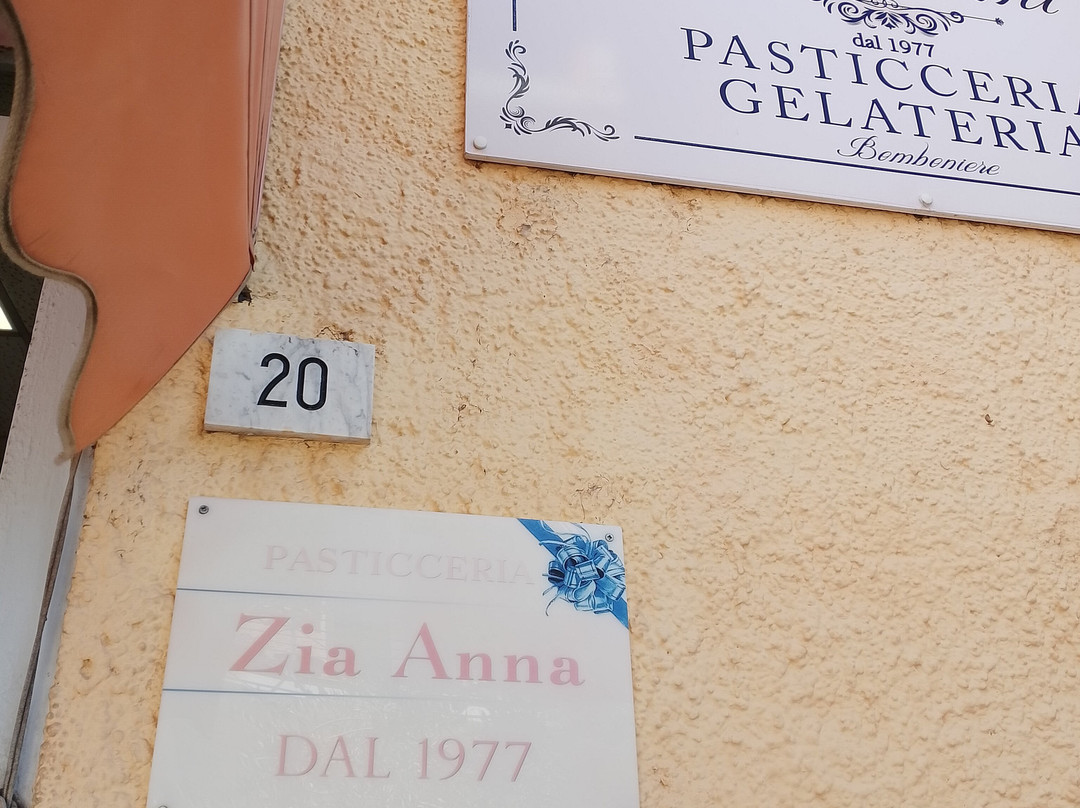 dal 1977
PASTICCERIA
GELATERIA
Bomboniere
20
PASTICCERIA
Zia Anna
DAL 1977